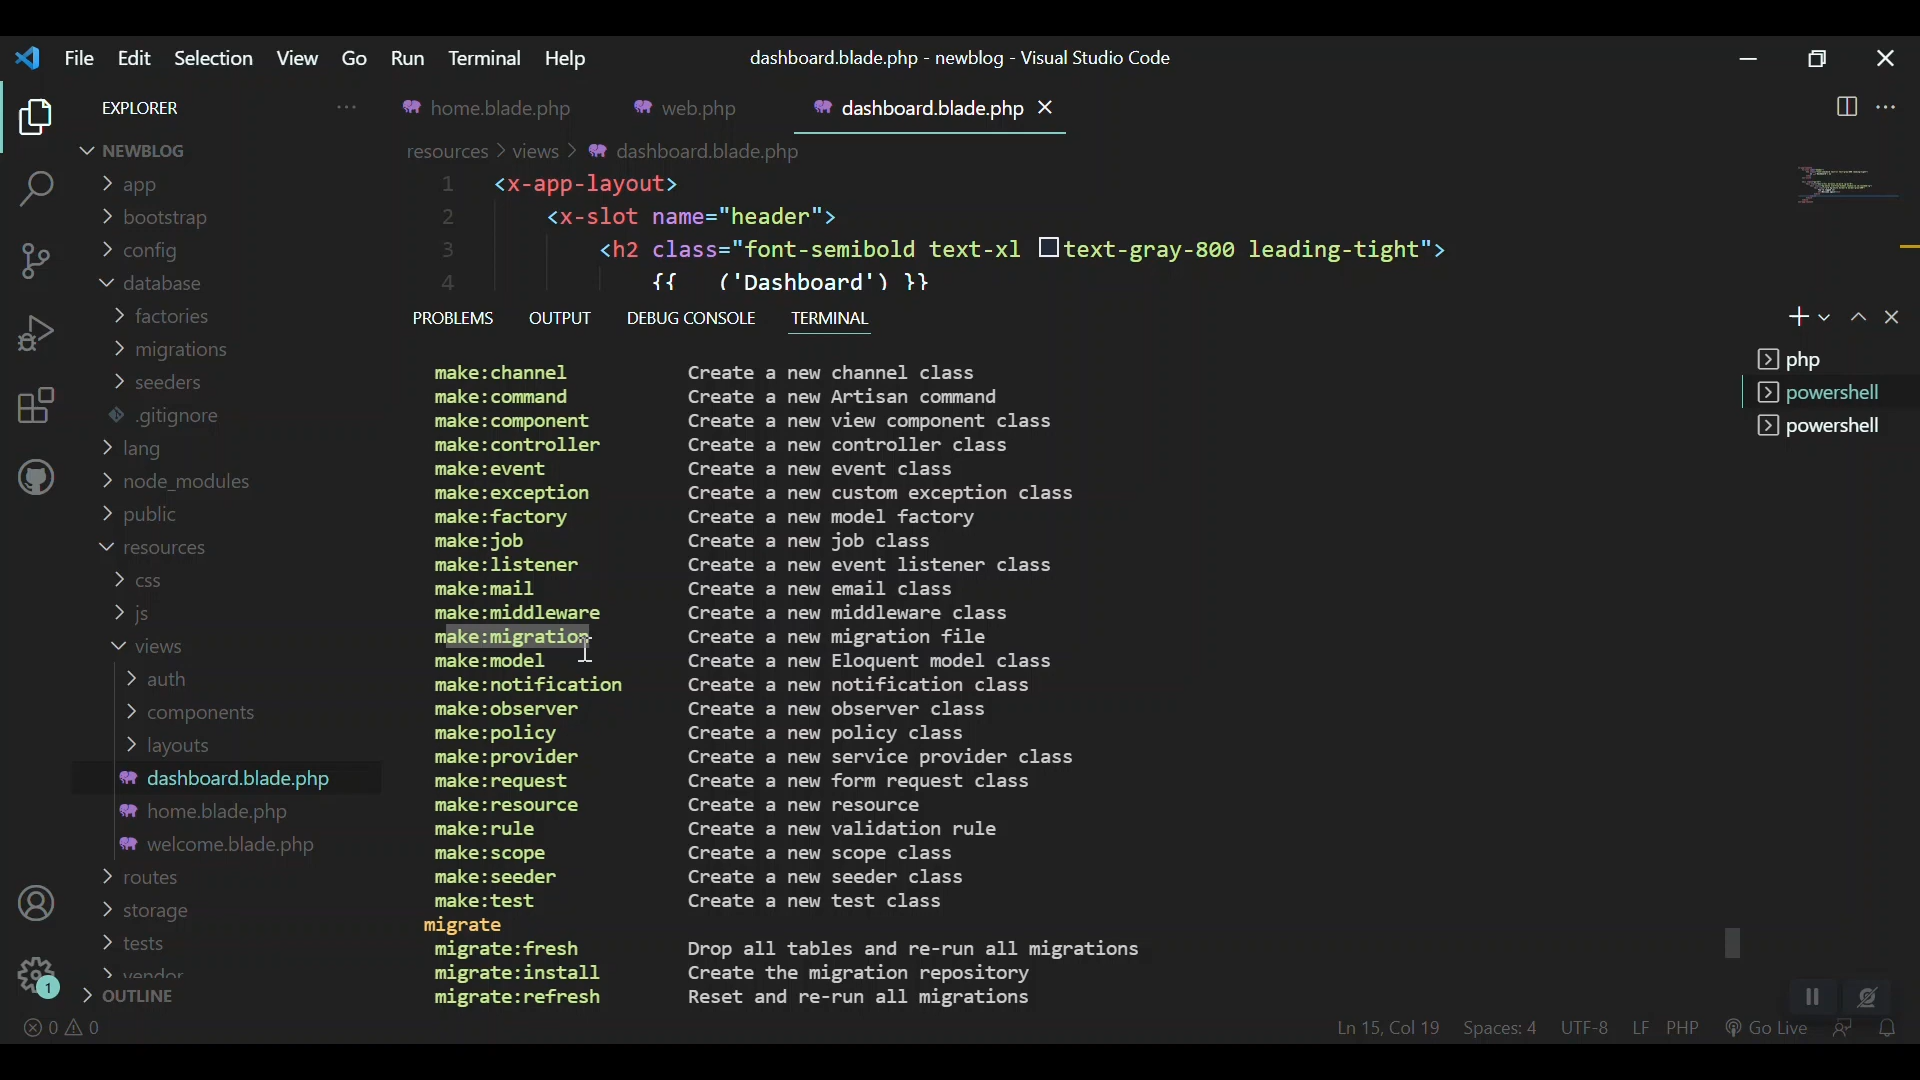 File Edit Selection View Go Run Terminal Help
dashboard.blade.php - newblog - Visual Studio Code
EXPLORER
NEWBLOG
app
bootstrap
config
database
factories
migrations
seeders
.gitignore
lang
node_modules
public
resources
css
js
views
auth
components
layouts
dashboard.blade.php
home.blade.php
welcome.blade.php
routes
storage
tests
vendor
OUTLINE
home.blade.php web.php dashboard.blade.php
resources > views > dashboard.blade.php
1 <x-app-layout>
2 <x-slot name="header">
3 <h2 class="font-semibold text-xl text-gray-800 leading-tight">
4 {{ __('Dashboard') }}
PROBLEMS OUTPUT DEBUG CONSOLE TERMINAL
make:channel Create a new channel class
make:command Create a new Artisan command
make:component Create a new view component class
make:controller Create a new controller class
make:event Create a new event class
make:exception Create a new custom exception class
make:factory Create a new model factory
make:job Create a new job class
make:listener Create a new event listener class
make:mail Create a new email class
make:middleware Create a new middleware class
make:migration Create a new migration file
make:model Create a new Eloquent model class
make:notification Create a new notification class
make:observer Create a new observer class
make:policy Create a new policy class
make:provider Create a new service provider class
make:request Create a new form request class
make:resource Create a new resource
make:rule Create a new validation rule
make:scope Create a new scope class
make:seeder Create a new seeder class
make:test Create a new test class
migrate
migrate:fresh Drop all tables and re-run all migrations
migrate:install Create the migration repository
migrate:refresh Reset and re-run all migrations
php
powershell
powershell
1
0 0
Ln 15, Col 19 Spaces: 4 UTF-8 LF PHP Go Live